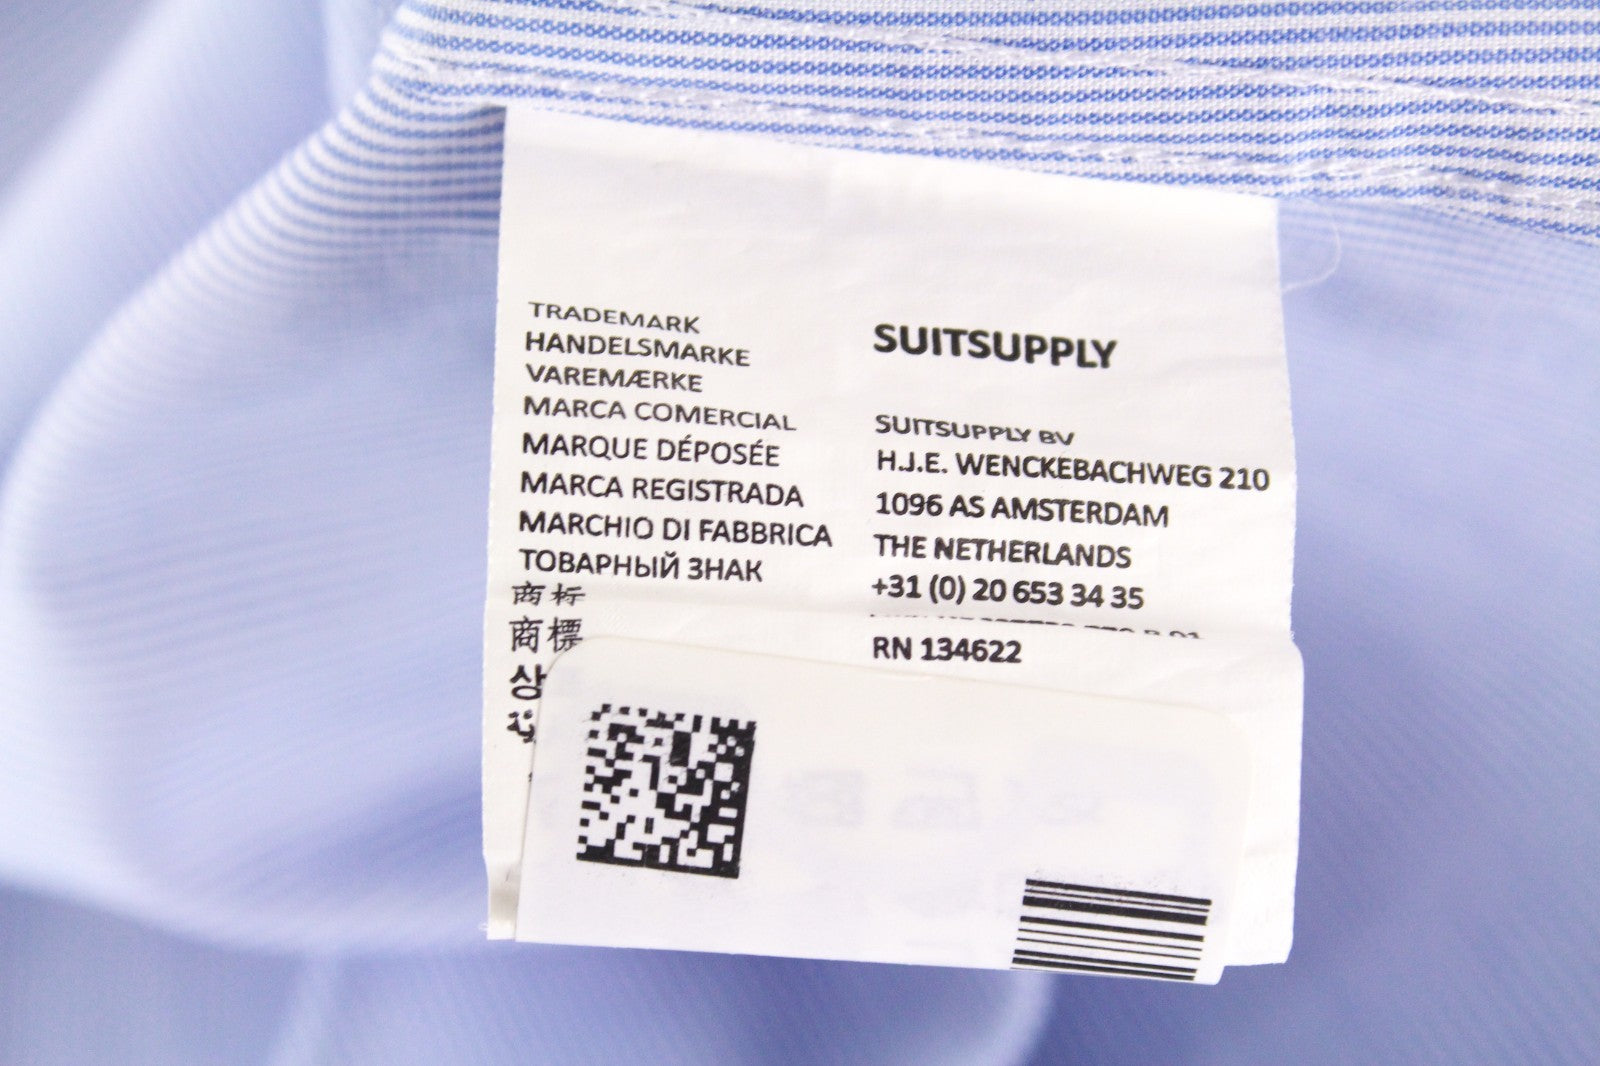 TRADEMARK
HANDELSMARKE
VAREMÆRKE
MARCA COMERCIAL
MARQUE DÉPOSÉE
MARCA REGISTRADA
MARCHIO DI FABBRICA
ТОВАРНЫЙ ЗНАК
商标
商標
상
SUITSUPPLY
SUITSUPPLY BV
H.J.E. WENCKEBACHWEG 210
1096 AS AMSTERDAM
THE NETHERLANDS
+31 (0) 20 653 34 35
RN 134622